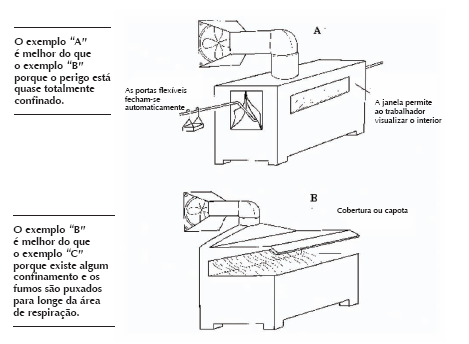 O exemplo “A”
é melhor do que
o exemplo “B”
porque o perigo está
quase totalmente
confinado.
A
As portas flexíveis
fecham-se
automaticamente
A janela permite
ao trabalhador
visualizar o interior
B
Cobertura ou capota
O exemplo “B”
é melhor do que
o exemplo “C”
porque existe algum
confinamento e os
fumos são puxados
para longe da área
de respiração.